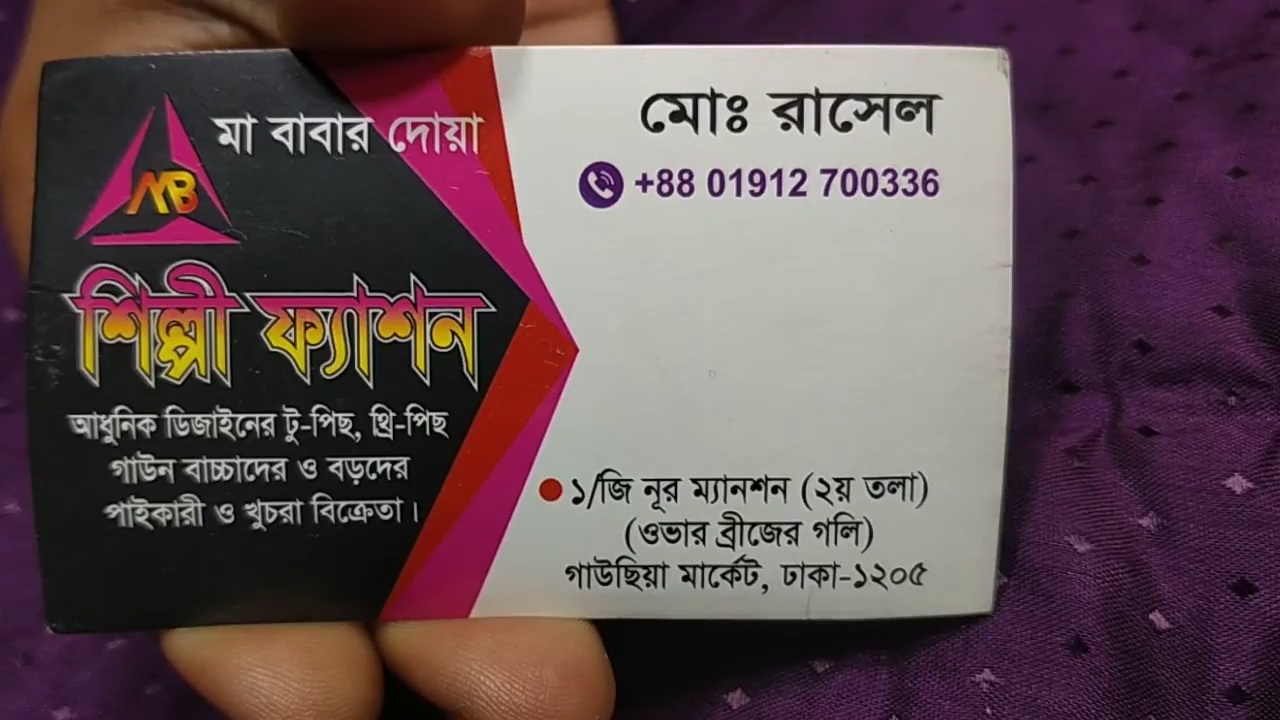 মা বাবার দোয়া
MB
শিল্পী ফ্যাশন
আধুনিক ডিজাইনের টু-পিছ, থ্রি-পিছ
গাউন বাচ্চাদের ও বড়দের
পাইকারী ও খুচরা বিক্রেতা।
মোঃ রাসেল
+88 01912 700336
১/জি নূর ম্যানশন (২য় তলা)
(ওভার ব্রীজের গলি)
গাউছিয়া মার্কেট, ঢাকা-১২০৫